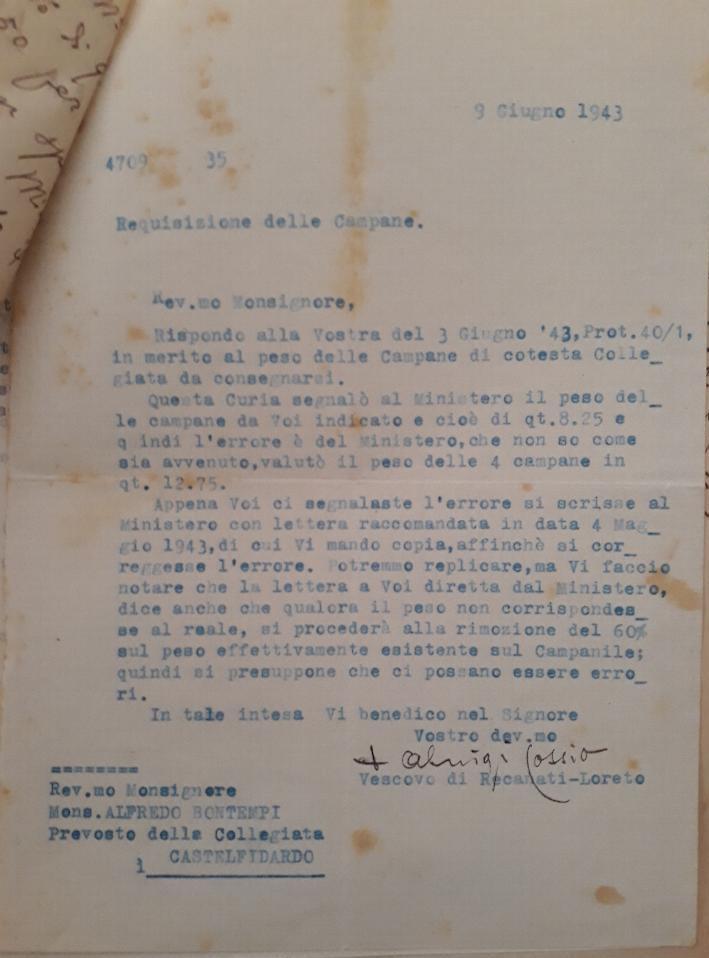 9 Giugno 1943
4709 35
Requisizione delle Campane.
Rev.mo Monsignore,
Rispondo alla Vostra del 3 Giugno '43,Prot.40/1,
in merito al peso delle Campane di cotesta Colle_
giata da consegnarsi.
Questa Curia segnalò al Ministero il peso del_
le campane da Voi indicato e cioè di qt.8.25 e
q indi l'errore è del Ministero,che non so come
sia avvenuto,valutò il peso delle 4 campane in
qt. 12.75.
Appena Voi ci segnalaste l'errore si scrisse al
Ministero con lettera raccomandata in data 4 Mag_
gio 1943,di cui Vi mando copia,affinchè si cor_
reggesse l'errore. Potremmo replicare,ma Vi faccio
notare che la lettera a Voi diretta dal Ministero,
dice anche che qualora il peso non corrispondes_
se al reale, si procederà alla rimozione del 60%
sul peso effettivamente esistente sul Campanile;
quindi si presuppone che ci possano essere erro_
ri.
In tale intesa Vi benedico nel Signore
Vostro dev.mo
+ Aluigi Cossio
Vescovo di Recanati-Loreto
========
Rev.mo Monsignore
Mons.ALFREDO BONTEMPI
Prevosto della Collegiata
1 CASTELFIDARDO